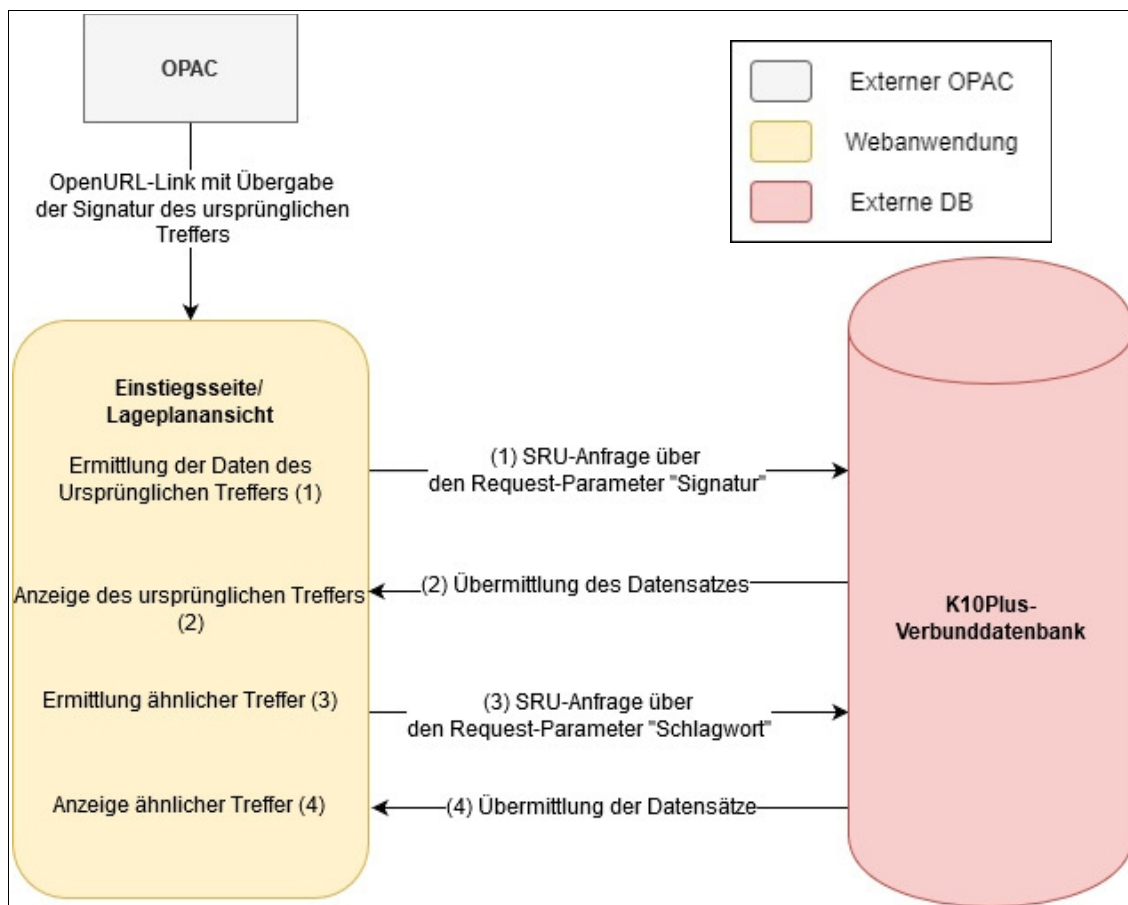 OPAC
Externer OPAC
Webanwendung
Externe DB
OpenURL-Link mit Übergabe
der Signatur des ursprünglichen
Treffers
Einstiegsseite/
Lageplanansicht
Ermittlung der Daten des
Ursprünglichen Treffers (1)
(1) SRU-Anfrage über
den Request-Parameter "Signatur"
Anzeige des ursprünglichen Treffers
(2)
(2) Übermittlung des Datensatzes
K10Plus-
Verbunddatenbank
Ermittlung ähnlicher Treffer (3)
(3) SRU-Anfrage über
den Request-Parameter "Schlagwort"
Anzeige ähnlicher Treffer (4)
(4) Übermittlung der Datensätze